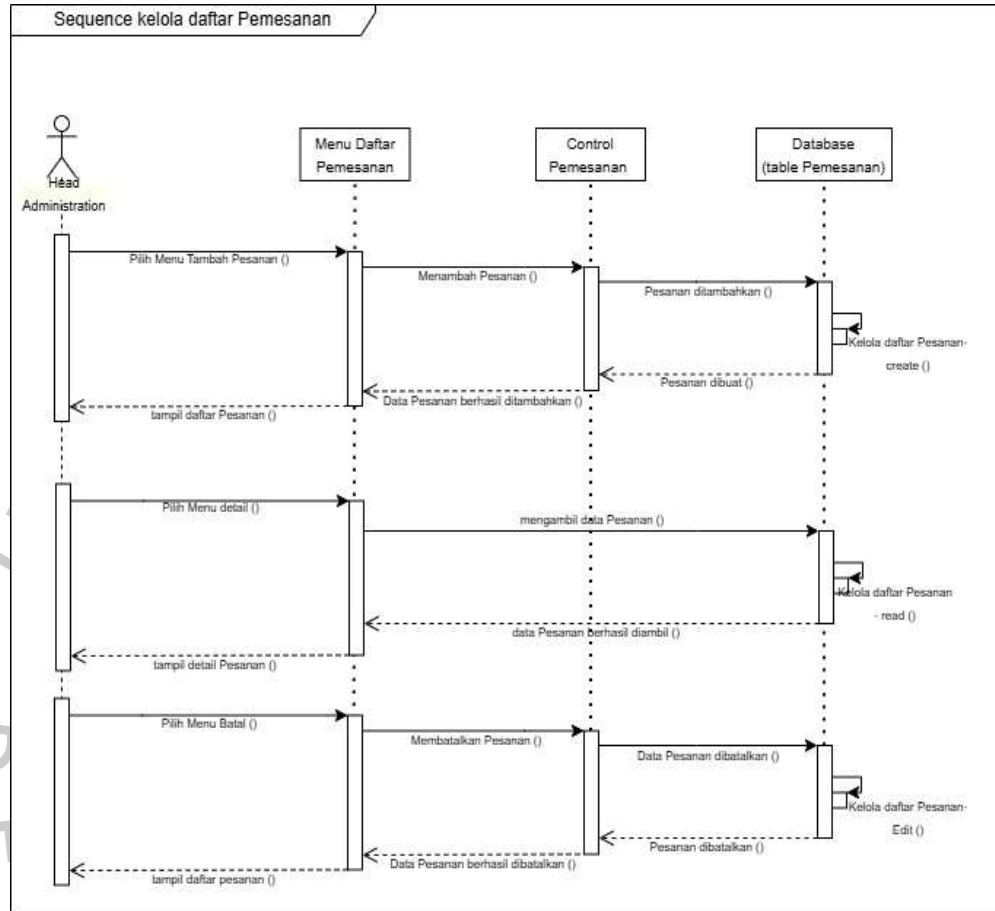 Sequence kelola daftar Pemesanan
Head
Administration
Menu Daftar
Pemesanan
Control
Pemesanan
Database
(table Pemesanan)
Pilih Menu Tambah Pesanan ()
Menambah Pesanan ()
Pesanan ditambahkan ()
Kelola daftar Pesanan-
create ()
Pesanan dibuat ()
Data Pesanan berhasil ditambahkan ()
tampil daftar Pesanan ()
Pilih Menu detail ()
mengambil data Pesanan ()
Kelola daftar Pesanan
- read ()
data Pesanan berhasil diambil ()
tampil detail Pesanan ()
Pilih Menu Batal ()
Membatalkan Pesanan ()
Data Pesanan dibatalkan ()
Kelola daftar Pesanan-
Edit ()
Pesanan dibatalkan ()
Data Pesanan berhasil dibatalkan ()
tampil daftar pesanan ()